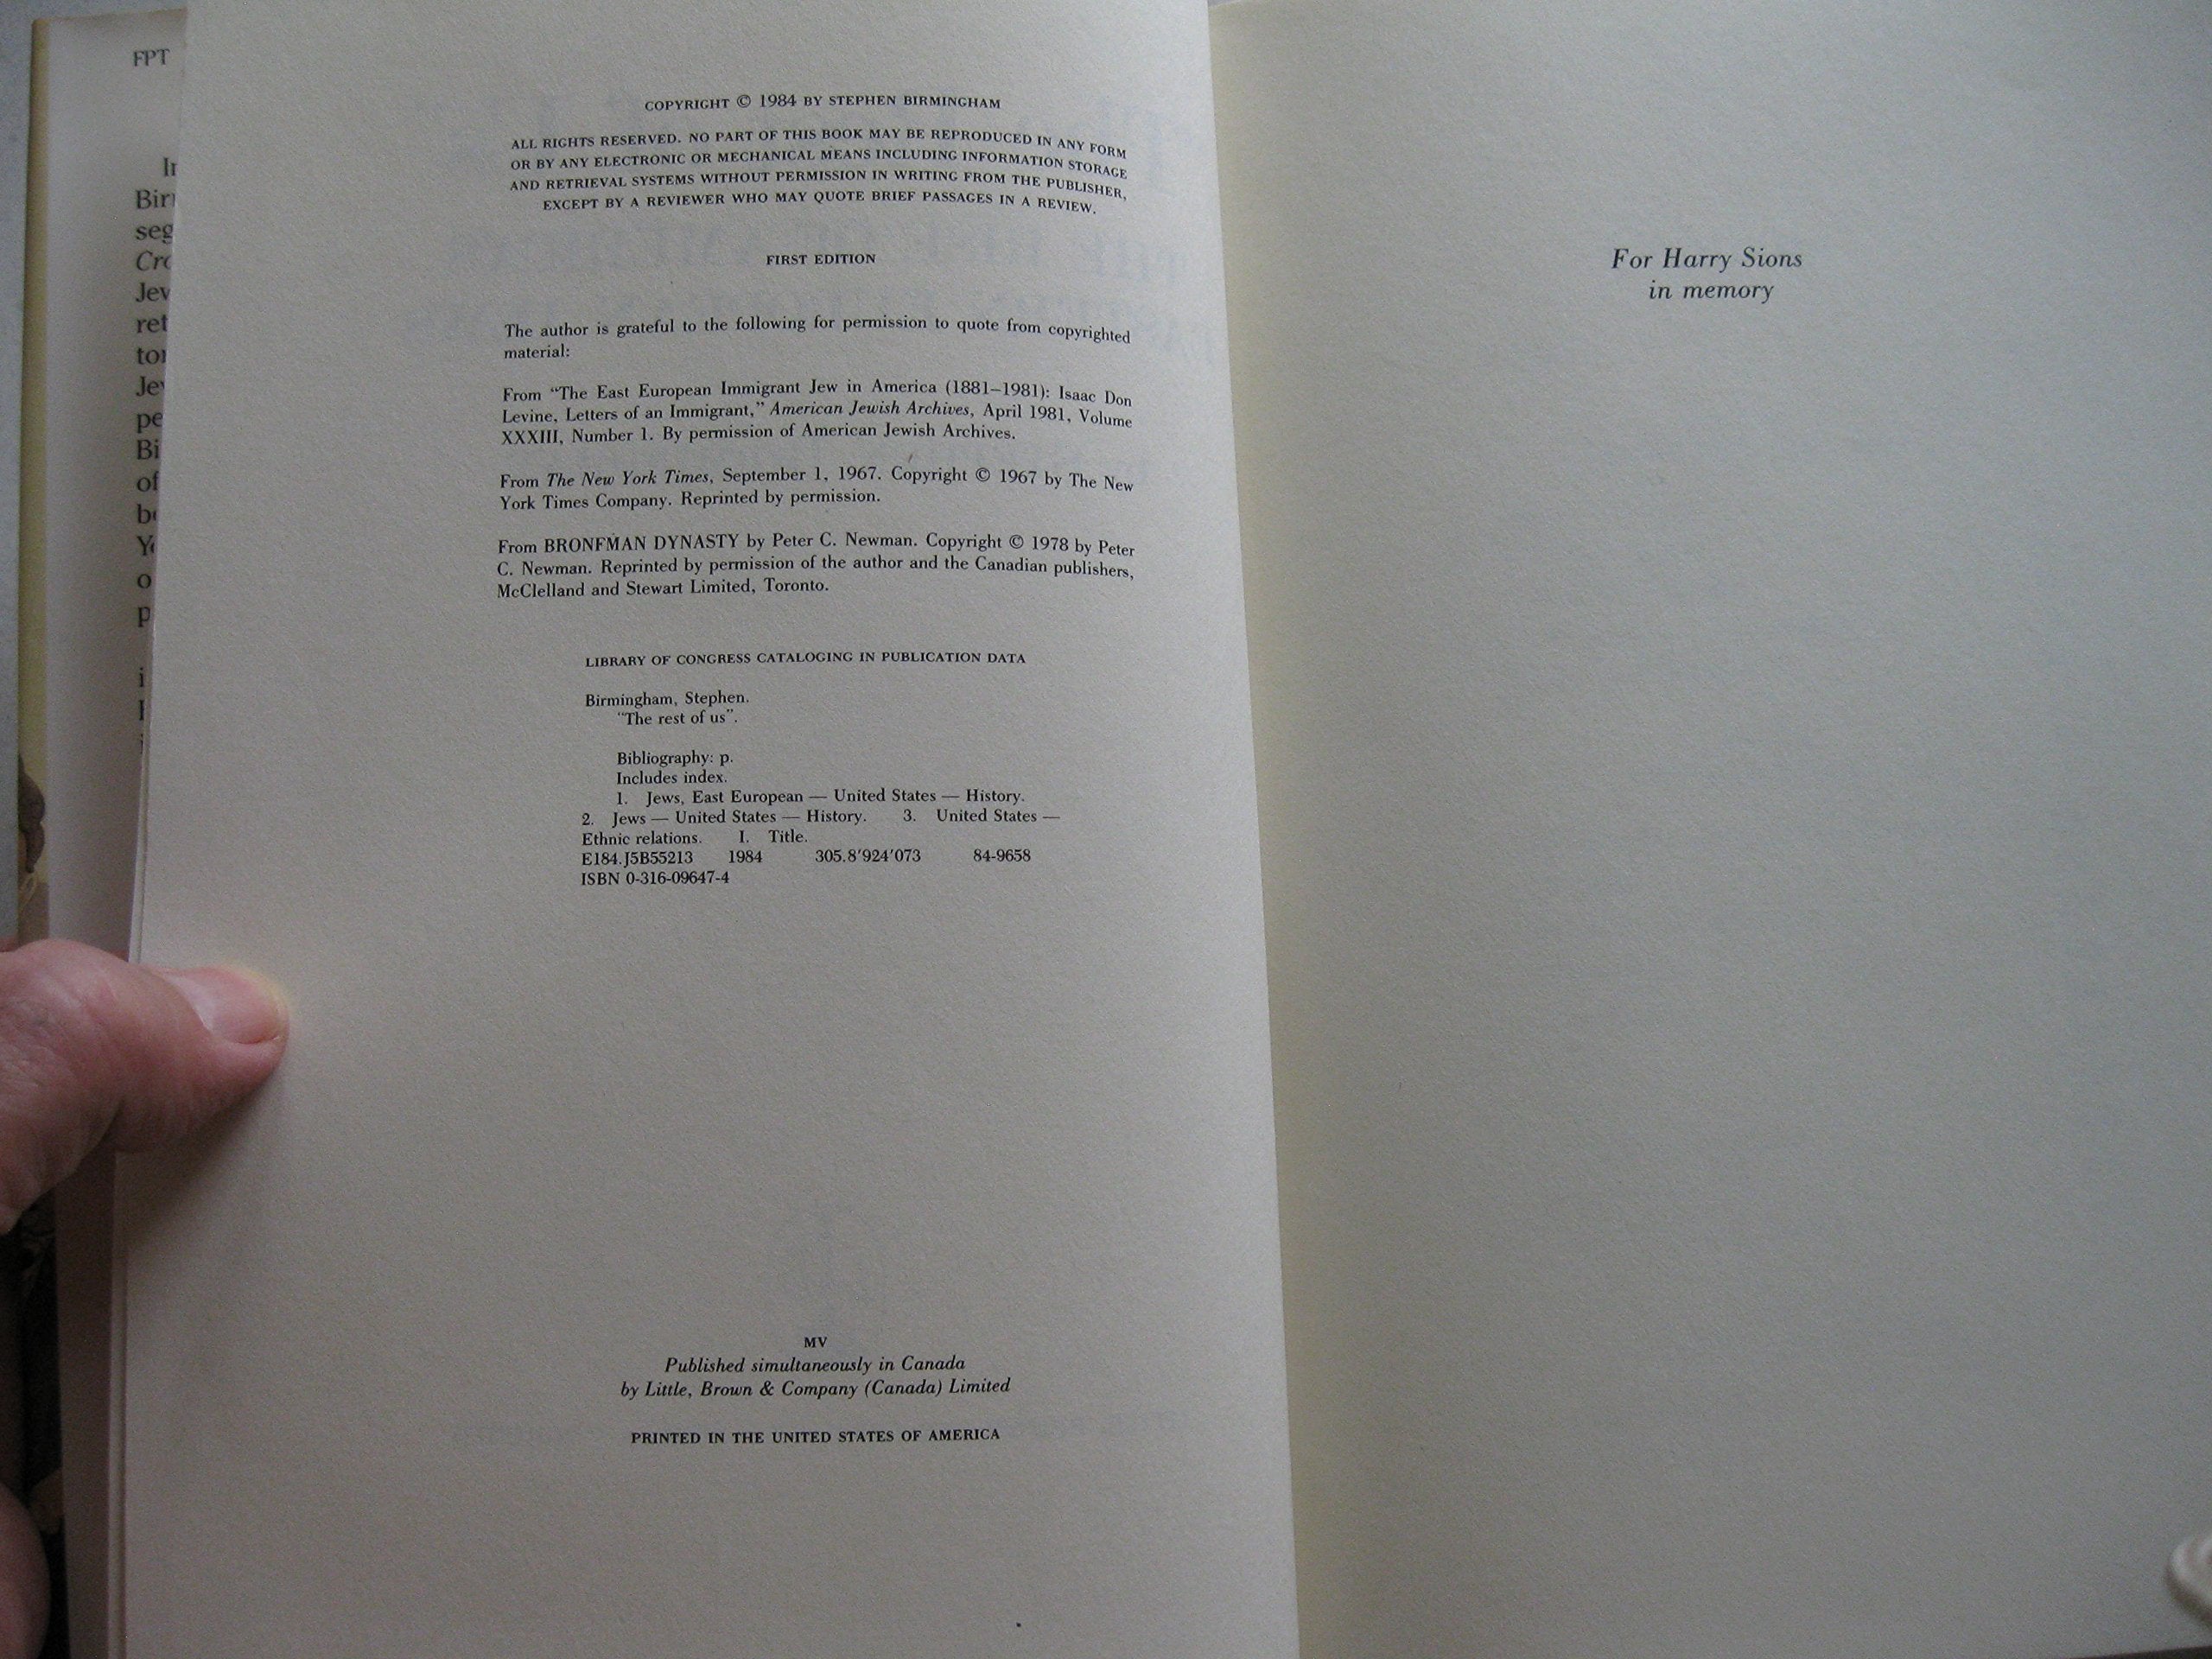 FPT
COPYRIGHT © 1984 BY STEPHEN BIRMINGHAM
ALL RIGHTS RESERVED. NO PART OF THIS BOOK MAY BE REPRODUCED IN ANY FORM
OR BY ANY ELECTRONIC OR MECHANICAL MEANS INCLUDING INFORMATION STORAGE
AND RETRIEVAL SYSTEMS WITHOUT PERMISSION IN WRITING FROM THE PUBLISHER,
EXCEPT BY A REVIEWER WHO MAY QUOTE BRIEF PASSAGES IN A REVIEW.
FIRST EDITION
The author is grateful to the following for permission to quote from copyrighted
material:
From “The East European Immigrant Jew in America (1881–1981): Isaac Don
Levine, Letters of an Immigrant,” American Jewish Archives, April 1981, Volume
XXXIII, Number 1. By permission of American Jewish Archives.
From The New York Times, September 1, 1967. Copyright © 1967 by The New
York Times Company. Reprinted by permission.
From BRONFMAN DYNASTY by Peter C. Newman. Copyright © 1978 by Peter
C. Newman. Reprinted by permission of the author and the Canadian publishers,
McClelland and Stewart Limited, Toronto.
LIBRARY OF CONGRESS CATALOGING IN PUBLICATION DATA
Birmingham, Stephen.
“The rest of us”.
Bibliography: p.
Includes index.
1. Jews, East European — United States — History.
2. Jews — United States — History. 3. United States —
Ethnic relations. I. Title.
E184.J5B55213 1984 305.8′924′073 84-9658
ISBN 0-316-09647-4
MV
Published simultaneously in Canada
by Little, Brown & Company (Canada) Limited
PRINTED IN THE UNITED STATES OF AMERICA
For Harry Sions
in memory